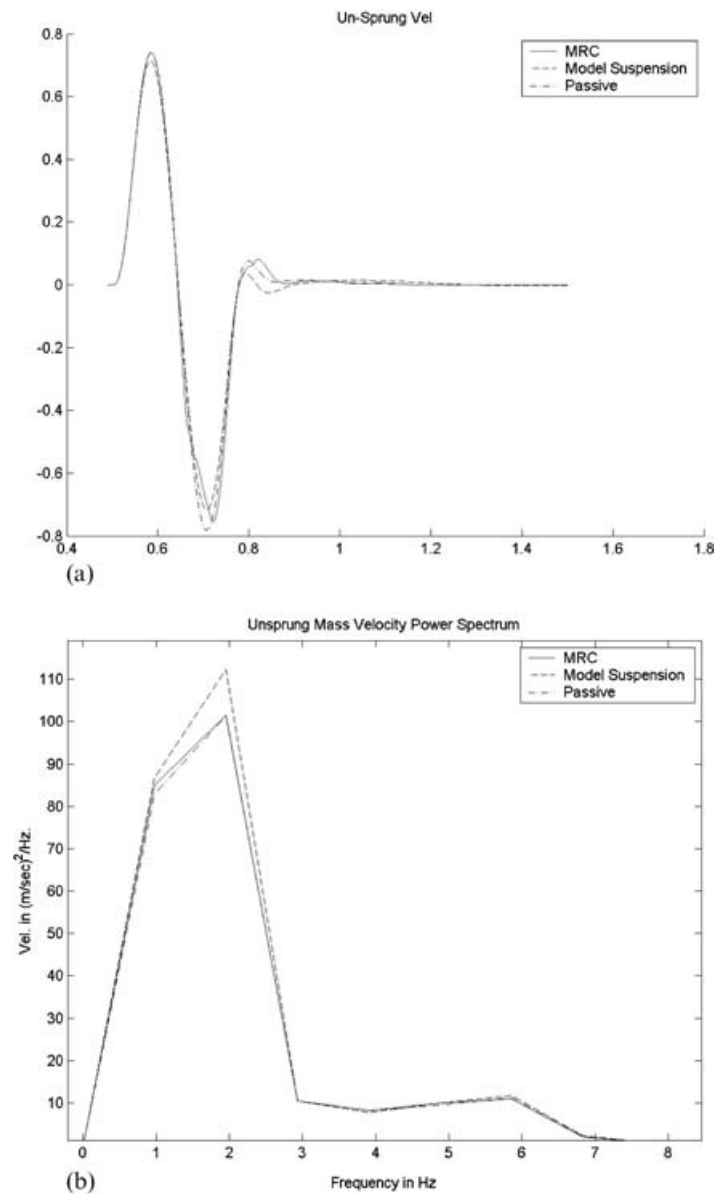 Un-Sprung Vel
0.8
0.6
0.4
0.2
0
-0.2
-0.4
-0.6
-0.8
MRC
Model Suspension
Passive
0.4 0.6 0.8 1 1.2 1.4 1.6 1.8
(a)
Unsprung Mass Velocity Power Spectrum
MRC
Model Suspension
Passive
110
100
90
80
70
60
50
40
30
20
10
Vel. in (m/sec)²/Hz.
0 1 2 3 4 5 6 7 8
(b)
Frequency in Hz